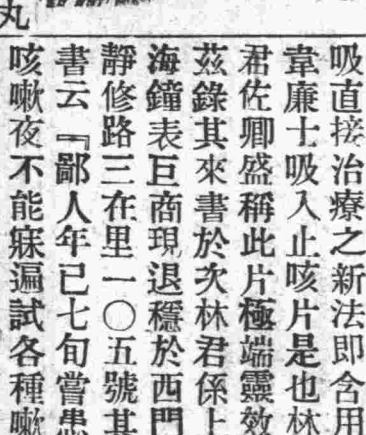 吸直接治療之新法即含用
韋廉士吸入止咳片是也林
君佐卿盛稱此片極端靈效
茲錄其來書於次林君係上
海鐘表巨商現退穩於西門
靜修路三在里一〇五號其
書云『鄙人年已七旬嘗患
咳嗽夜不能寐遍試各種嗽
丸